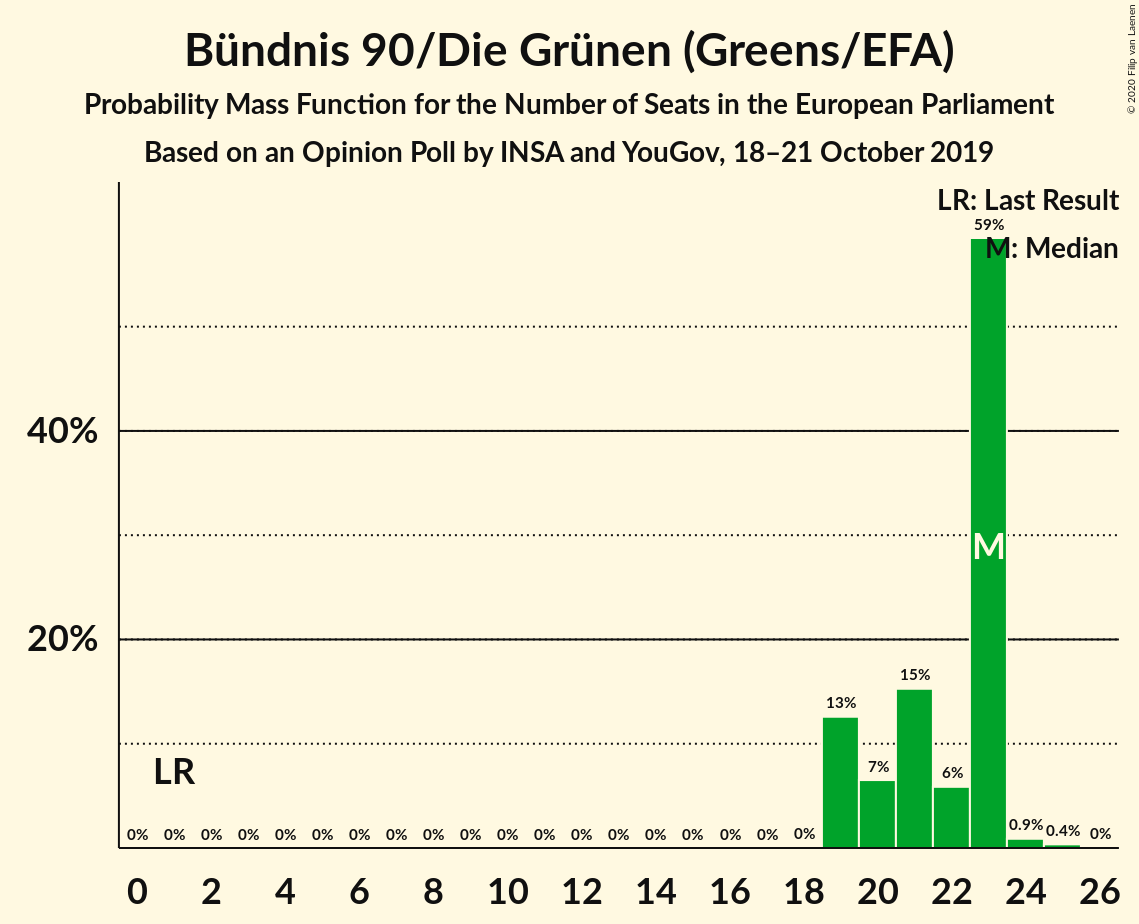 Bündnis 90/Die Grünen (Greens/EFA)
Probability Mass Function for the Number of Seats in the European Parliament
Based on an Opinion Poll by INSA and YouGov, 18–21 October 2019
© 2020 Filip van Laenen
LR: Last Result
59%
M: Median
40%
M
20%
15%
13%
LR
7%
6%
0% 0% 0% 0% 0% 0% 0% 0% 0% 0% 0% 0% 0% 0% 0% 0% 0% 0% 0% 0.9% 0.4% 0%
0 2 4 6 8 10 12 14 16 18 20 22 24 26